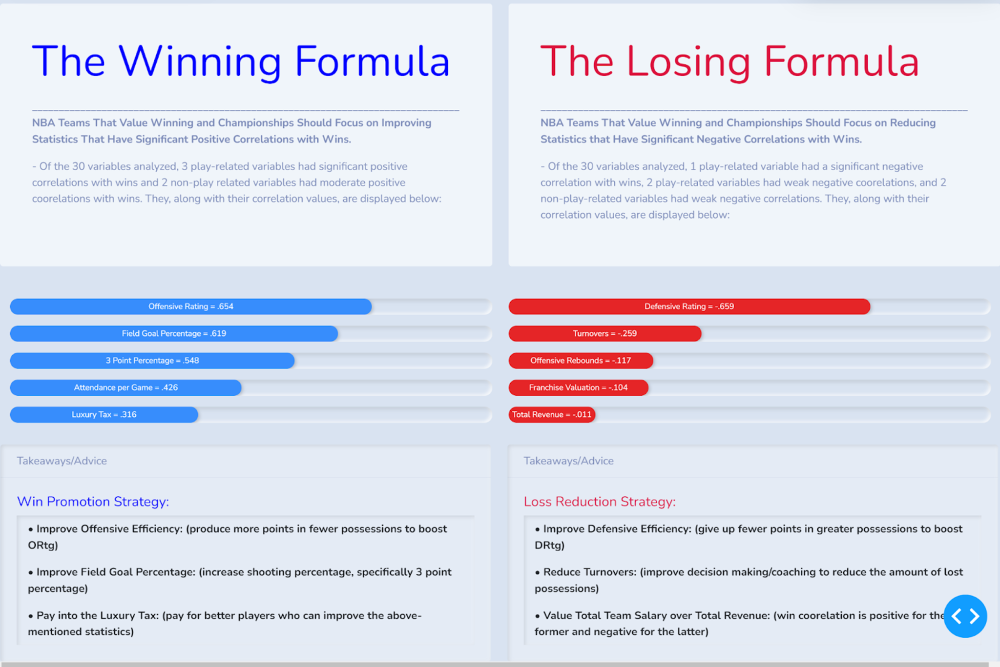 The Winning Formula
NBA Teams That Value Winning and Championships Should Focus on Improving
Statistics That Have Significant Positive Correlations with Wins.
- Of the 30 variables analyzed, 3 play-related variables had significant positive
correlations with wins and 2 non-play related variables had moderate positive
coorelations with wins. They, along with their correlation values, are displayed below:
The Losing Formula
NBA Teams That Value Winning and Championships Should Focus on Reducing
Statistics that Have Significant Negative Correlations with Wins.
- Of the 30 variables analyzed, 1 play-related variable had a significant negative
correlation with wins, 2 play-related variables had weak negative coorelations, and 2
non-play-related variables had weak negative correlations. They, along with their
correlation values, are displayed below:
Offensive Rating = .654
Field Goal Percentage = .619
3 Point Percentage = .548
Attendance per Game = .426
Luxury Tax = .316
Defensive Rating = -.659
Turnovers = -.259
Offensive Rebounds = -.117
Franchise Valuation = -.104
Total Revenue = -.011
Takeaways/Advice
Win Promotion Strategy:
• Improve Offensive Efficiency: (produce more points in fewer possessions to boost
ORtg)
• Improve Field Goal Percentage: (increase shooting percentage, specifically 3 point
percentage)
• Pay into the Luxury Tax: (pay for better players who can improve the above-
mentioned statistics)
Takeaways/Advice
Loss Reduction Strategy:
• Improve Defensive Efficiency: (give up fewer points in greater possessions to boost
DRtg)
• Reduce Turnovers: (improve decision making/coaching to reduce the amount of lost
possessions)
• Value Total Team Salary over Total Revenue: (win coorelation is positive for the
former and negative for the latter)